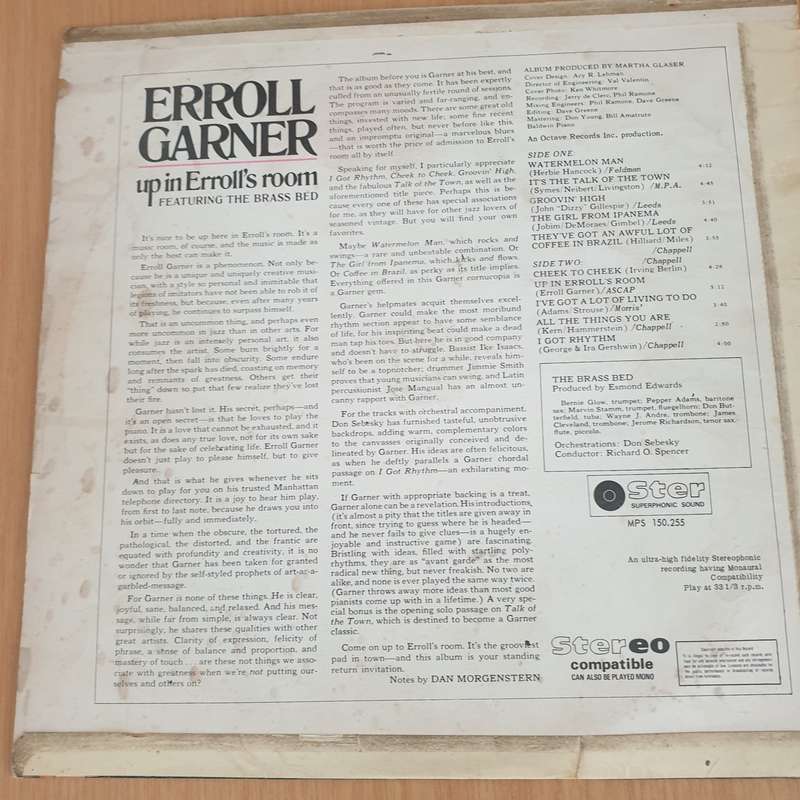 ERROLL
GARNER
up in Erroll's room
FEATURING THE BRASS BED
It's nice to be up here in Erroll's room. It's a
music room, of course, and the music is made as
only the host can make it.
Erroll Garner is a phenomenon. Not only be-
cause he is a unique and uniquely creative musi-
cian, with a style so personal and inimitable that
legions of imitators have not been able to rob it of
its freshness, but because, even after many years
of playing, he continues to surpass himself.
That is an uncommon thing, and perhaps even
more uncommon in jazz than in other arts. For
while jazz is an intensely personal art, it also
consumes the artist. Some burn brightly for a
moment, then fall into obscurity. Some endure
long after the spark has died, coasting on memory
and remnants of greatness. Others get their
"thing" down so pat that few realize they've lost
their fire.
Garner hasn't lost it. His secret, perhaps—and
it's an open secret—is that he loves to play the
piano. It is a love that cannot be exhausted, and it
exists, as does any true love, not for its own sake
but for the sake of celebrating life. Erroll Garner
doesn't just play to please himself, but to give
pleasure.
And that is what he gives whenever he sits
down to play for you on his trusted Manhattan
telephone directory. It is a joy to hear him play,
from first to last note, because he draws you into
his orbit—fully and immediately.
In a time when the obscure, the tortured, the
pathological, the distorted, and the frantic are
equated with profundity and creativity, it is no
wonder that Garner has been taken for granted
or ignored by the self-styled prophets of art-as-a-
garbled-message.
For Garner is none of these things. He is clear,
joyful, sane, balanced, and relaxed. And his mes-
sage, while far from simple, is always clear. Not
surprisingly, he shares these qualities with other
great artists. Clarity of expression, felicity of
phrase, a sense of balance and proportion, and
mastery of touch . . . are these not things we asso-
ciate with greatness when we're not putting our-
selves and others on?
The album before you is Garner at his best, and
that is as good as they come. It has been expertly
culled from an unusually fertile round of sessions.
The program is varied and far-ranging, and en-
compasses many moods. There are some great old
things, invested with new life; some fine recent
things, played often, but never before like this,
and an impromptu original—a marvelous blues
—that is worth the price of admission to Erroll's
room all by itself.
Speaking for myself, I particularly appreciate
I Got Rhythm, Cheek to Cheek, Groovin' High,
and the fabulous Talk of the Town, as well as the
aforementioned title piece. Perhaps this is be-
cause every one of these has special associations
for me, as they will have for other jazz lovers of
seasoned vintage. But you will find your own
favorites.
Maybe Watermelon Man, which rocks and
swings—a rare and unbeatable combination. Or
The Girl from Ipanema, which kicks and flows.
Or Coffee in Brazil, as perky as its title implies.
Everything offered in this Garner cornucopia is
a Garner gem.
Garner's helpmates acquit themselves excel-
lently. Garner could make the most moribund
rhythm section appear to have some semblance
of life, for his inspiriting beat could make a dead
man tap his toes. But here he is in good company
and doesn't have to struggle. Bassist Ike Isaacs,
who's been on the scene for a while, reveals him-
self to be a topnotcher; drummer Jimmie Smith
proves that young musicians can swing, and Latin
percussionist Jose Mangual has an almost un-
canny rapport with Garner.
For the tracks with orchestral accompaniment,
Don Sebesky has furnished tasteful, unobtrusive
backdrops, adding warm, complementary colors
to the canvasses originally conceived and de-
lineated by Garner. His ideas are often felicitous,
as when he deftly parallels a Garner chordal
passage on I Got Rhythm—an exhilarating mo-
ment.
If Garner with appropriate backing is a treat,
Garner alone can be a revelation. His introductions,
(it's almost a pity that the titles are given away in
front, since trying to guess where he is headed—
and he never fails to give clues—is a hugely en-
joyable and instructive game) are fascinating.
Bristling with ideas, filled with startling poly-
rhythms, they are as "avant garde" as the most
radical new thing, but never freakish. No two are
alike, and none is ever played the same way twice.
(Garner throws away more ideas than most good
pianists come up with in a lifetime.) A very spe-
cial bonus is the opening solo passage on Talk of
the Town, which is destined to become a Garner
classic.
Come on up to Erroll's room. It's the grooviest
pad in town—and this album is your standing
return invitation.
Notes by DAN MORGENSTERN
ALBUM PRODUCED BY MARTHA GLASER
Cover Design: Acy R. Lehman
Director of Engineering: Val Valentin
Cover Photo: Ken Whitmore
Recording: Jerry de Clerc, Phil Ramone
Mixing Engineers: Phil Ramone, Dave Greene
Editing: Dave Greene
Mastering: Don Young, Bill Amatruto
Baldwin Piano
An Octave Records Inc. production.
SIDE ONE
WATERMELON MAN
(Herbie Hancock)/Feldman 4:12
IT'S THE TALK OF THE TOWN
(Symes/Neibert/Livingston) /M.P.A. 4:45
GROOVIN' HIGH
(John "Dizzy" Gillespie) /Leeds 3:51
THE GIRL FROM IPANEMA
(Jobim/DeMoraes/Gimbel)/Leeds 4:40
THEY'VE GOT AN AWFUL LOT OF
COFFEE IN BRAZIL (Hilliard/Miles) 3:55
/Chappell
SIDE TWO: /Chappell
CHEEK TO CHEEK (Irving Berlin) 4:26
UP IN ERROLL'S ROOM
(Erroll Garner)/ASCAP 5:12
I'VE GOT A LOT OF LIVING TO DO
(Adams/Strouse)/Morris 3:40
ALL THE THINGS YOU ARE
(Kern/Hammerstein) /Chappell 2:50
I GOT RHYTHM
(George & Ira Gershwin)/Chappell 4:00
THE BRASS BED
Produced by Esmond Edwards
Bernie Glow, trumpet; Pepper Adams, baritone
sax; Marvin Stamm, trumpet, fluegelhorn; Don But-
terfield, tuba; Wayne J. Andre, trombone; James
Cleveland, trombone; Jerome Richardson, tenor sax,
flute, piccolo.
Orchestrations: Don Sebesky
Conductor: Richard O. Spencer
Ster
SUPERPHONIC SOUND
MPS 150.255
An ultra-high fidelity Stereophonic
recording having Monaural
Compatibility
Play at 33 1/3 r.p.m.
Stereo
compatible
CAN ALSO BE PLAYED MONO